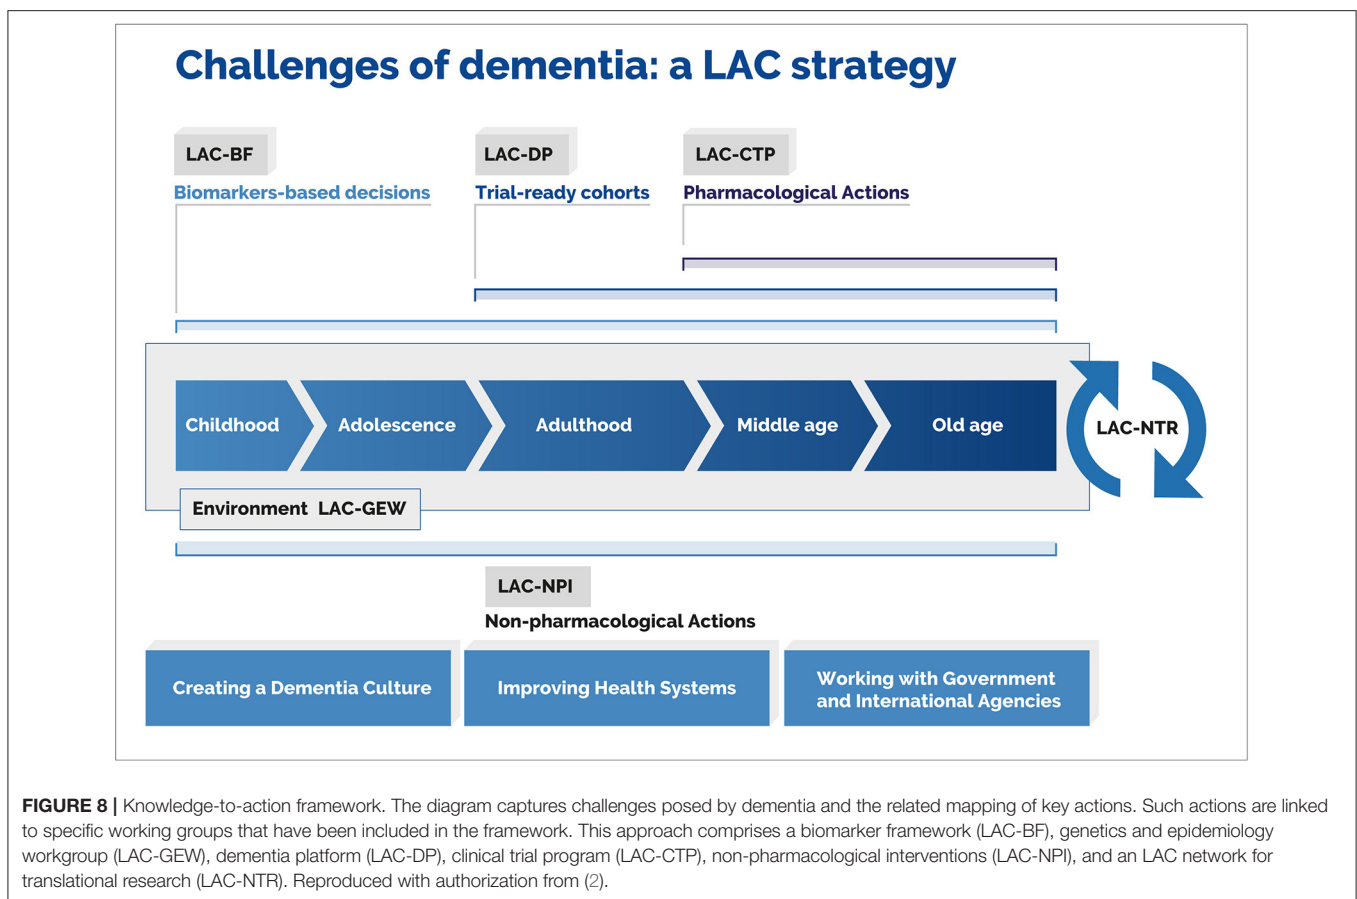 Challenges of dementia: a LAC strategy
LAC-BF
LAC-DP
LAC-CTP
Biomarkers-based decisions
Trial-ready cohorts
Pharmacological Actions
Childhood
Adolescence
Adulthood
Middle age
Old age
LAC-NTR
Environment LAC-GEW
LAC-NPI
Non-pharmacological Actions
Creating a Dementia Culture
Improving Health Systems
Working with Government
and International Agencies
FIGURE 8 | Knowledge-to-action framework. The diagram captures challenges posed by dementia and the related mapping of key actions. Such actions are linked
to specific working groups that have been included in the framework. This approach comprises a biomarker framework (LAC-BF), genetics and epidemiology
workgroup (LAC-GEW), dementia platform (LAC-DP), clinical trial program (LAC-CTP), non-pharmacological interventions (LAC-NPI), and an LAC network for
translational research (LAC-NTR). Reproduced with authorization from (2).